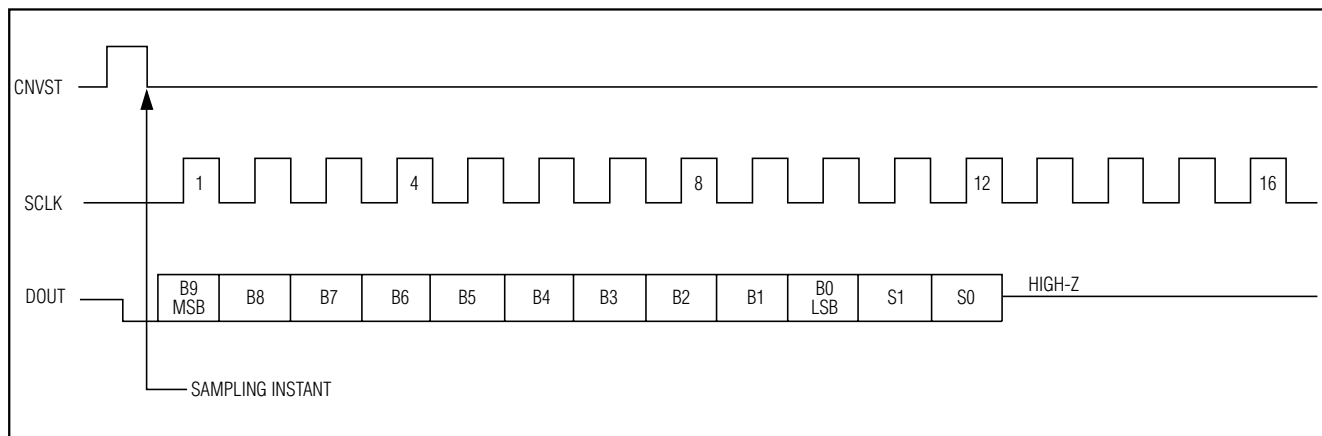 CNVST
SCLK
1
4
8
12
16
DOUT
B9
MSB
B8
B7
B6
B5
B4
B3
B2
B1
B0
LSB
S1
S0
HIGH-Z
SAMPLING INSTANT